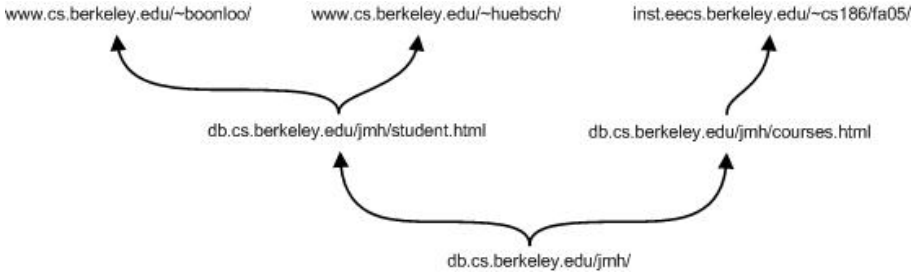 www.cs.berkeley.edu/~boonloo/
www.cs.berkeley.edu/~huebsch/
inst.eecs.berkeley.edu/~cs186/fa05/
db.cs.berkeley.edu/jmh/student.html
db.cs.berkeley.edu/jmh/courses.html
db.cs.berkeley.edu/jmh/